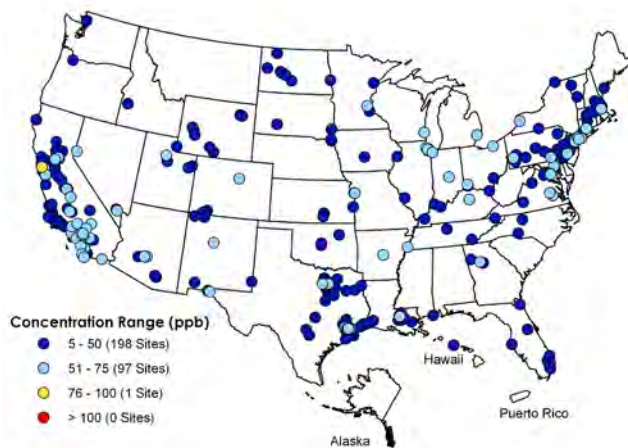 Concentration Range (ppb)
5 - 50 (198 Sites)
51 - 75 (97 Sites)
76 - 100 (1 Site)
> 100 (0 Sites)
Hawaii
Puerto Rico
Alaska